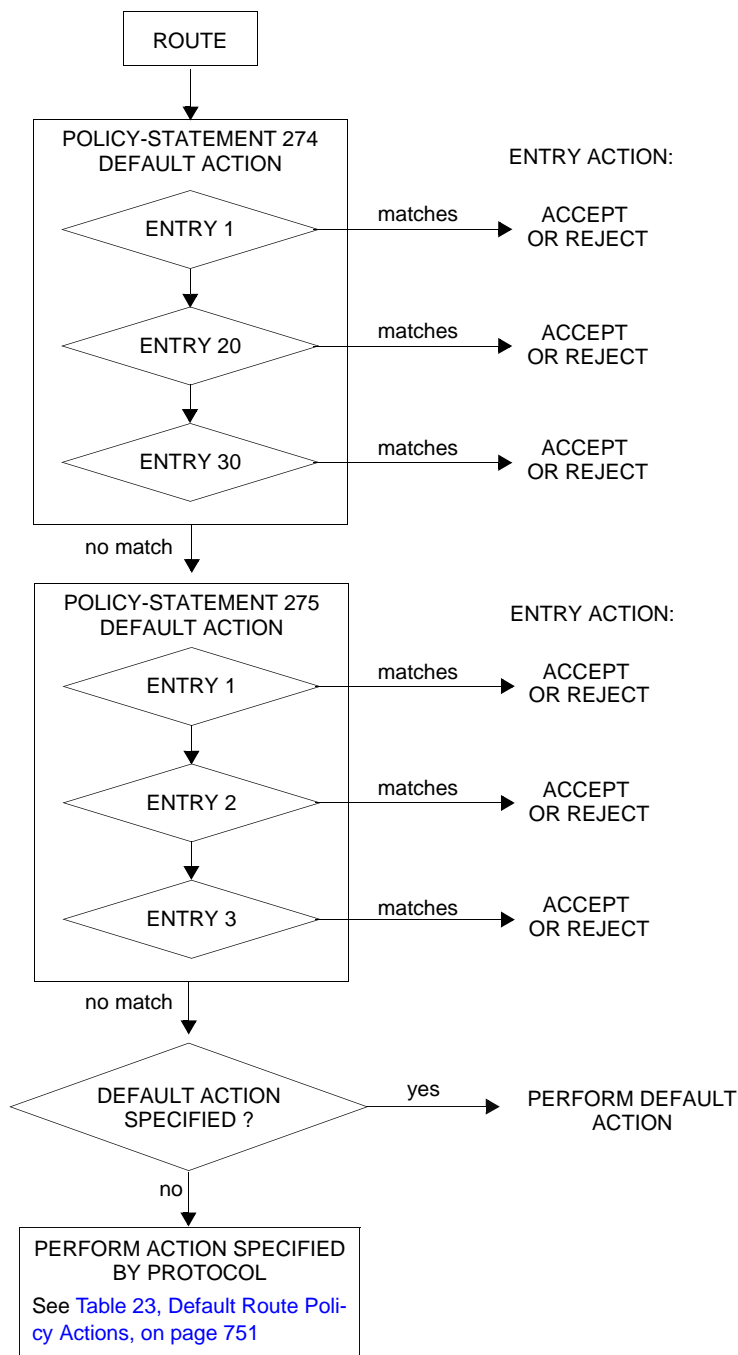 ROUTE
POLICY-STATEMENT 274
DEFAULT ACTION
ENTRY ACTION:
ENTRY 1
matches
ACCEPT
OR REJECT
ENTRY 20
matches
ACCEPT
OR REJECT
ENTRY 30
matches
ACCEPT
OR REJECT
no match
POLICY-STATEMENT 275
DEFAULT ACTION
ENTRY ACTION:
ENTRY 1
matches
ACCEPT
OR REJECT
ENTRY 2
matches
ACCEPT
OR REJECT
ENTRY 3
matches
ACCEPT
OR REJECT
no match
DEFAULT ACTION
SPECIFIED ?
yes
PERFORM DEFAULT
ACTION
no
PERFORM ACTION SPECIFIED
BY PROTOCOL
See Table 23, Default Route Poli-
cy Actions, on page 751